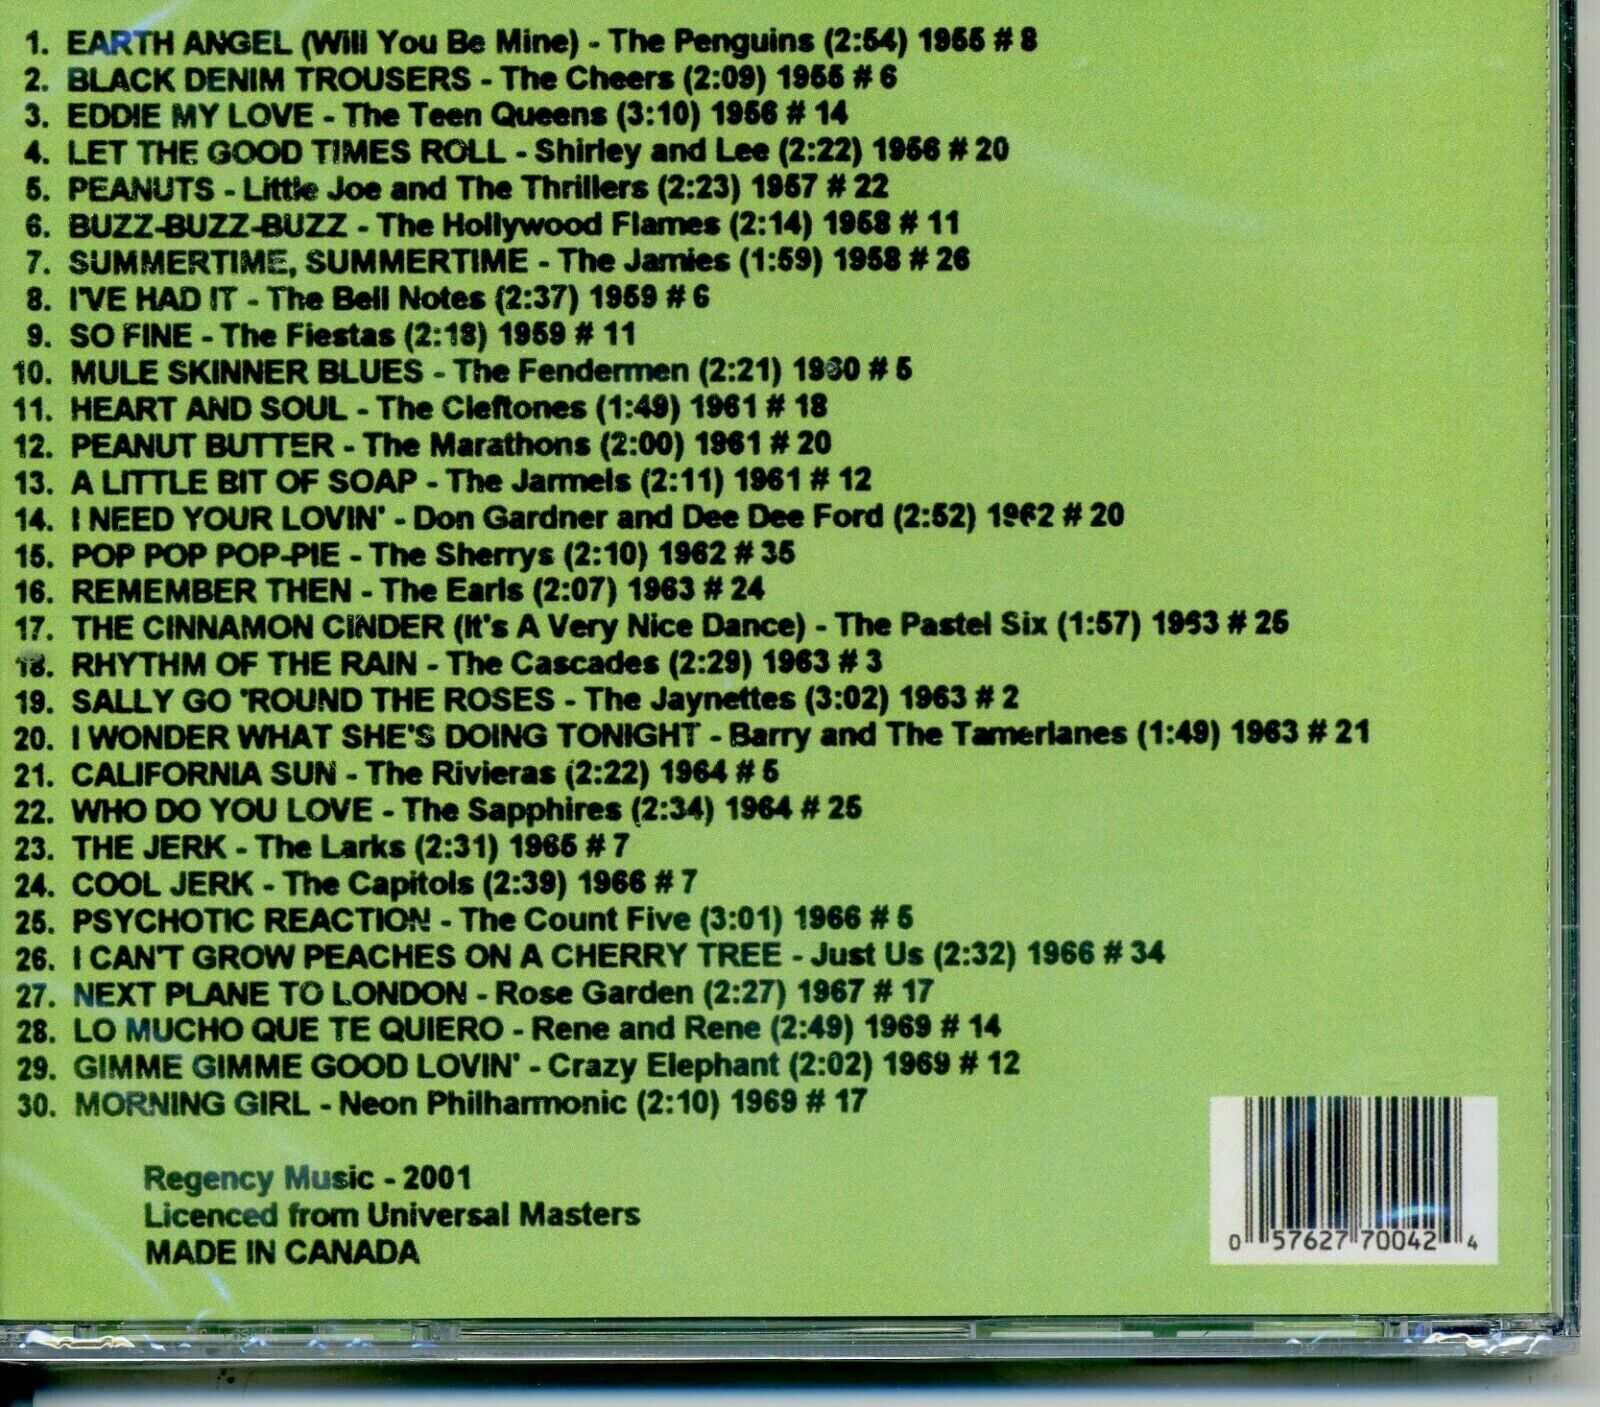 1. EARTH ANGEL (Will You Be Mine) - The Penguins (2:54) 1955 # 8
2. BLACK DENIM TROUSERS - The Cheers (2:09) 1955 # 6
3. EDDIE MY LOVE - The Teen Queens (3:10) 1956 # 14
4. LET THE GOOD TIMES ROLL - Shirley and Lee (2:22) 1956 # 20
5. PEANUTS - Little Joe and The Thrillers (2:23) 1957 # 22
6. BUZZ-BUZZ-BUZZ - The Hollywood Flames (2:14) 1958 # 11
7. SUMMERTIME, SUMMERTIME - The Jamies (1:59) 1958 # 26
8. I'VE HAD IT - The Bell Notes (2:37) 1959 # 6
9. SO FINE - The Fiestas (2:18) 1959 # 11
10. MULE SKINNER BLUES - The Fendermen (2:21) 1960 # 5
11. HEART AND SOUL - The Cleftones (1:49) 1961 # 18
12. PEANUT BUTTER - The Marathons (2:00) 1961 # 20
13. A LITTLE BIT OF SOAP - The Jarmels (2:11) 1961 # 12
14. I NEED YOUR LOVIN' - Don Gardner and Dee Dee Ford (2:52) 1962 # 20
15. POP POP POP-PIE - The Sherrys (2:10) 1962 # 35
16. REMEMBER THEN - The Earls (2:07) 1963 # 24
17. THE CINNAMON CINDER (It's A Very Nice Dance) - The Pastel Six (1:57) 1963 # 25
18. RHYTHM OF THE RAIN - The Cascades (2:29) 1963 # 3
19. SALLY GO 'ROUND THE ROSES - The Jaynettes (3:02) 1963 # 2
20. I WONDER WHAT SHE'S DOING TONIGHT - Barry and The Tamerlanes (1:49) 1963 # 21
21. CALIFORNIA SUN - The Rivieras (2:22) 1964 # 5
22. WHO DO YOU LOVE - The Sapphires (2:34) 1964 # 25
23. THE JERK - The Larks (2:31) 1965 # 7
24. COOL JERK - The Capitols (2:39) 1966 # 7
25. PSYCHOTIC REACTION - The Count Five (3:01) 1966 # 5
26. I CAN'T GROW PEACHES ON A CHERRY TREE - Just Us (2:32) 1966 # 34
27. NEXT PLANE TO LONDON - Rose Garden (2:27) 1967 # 17
28. LO MUCHO QUE TE QUIERO - Rene and Rene (2:49) 1969 # 14
29. GIMME GIMME GOOD LOVIN' - Crazy Elephant (2:02) 1969 # 12
30. MORNING GIRL - Neon Philharmonic (2:10) 1969 # 17
Regency Music - 2001
Licenced from Universal Masters
MADE IN CANADA
0 57627 70042 4